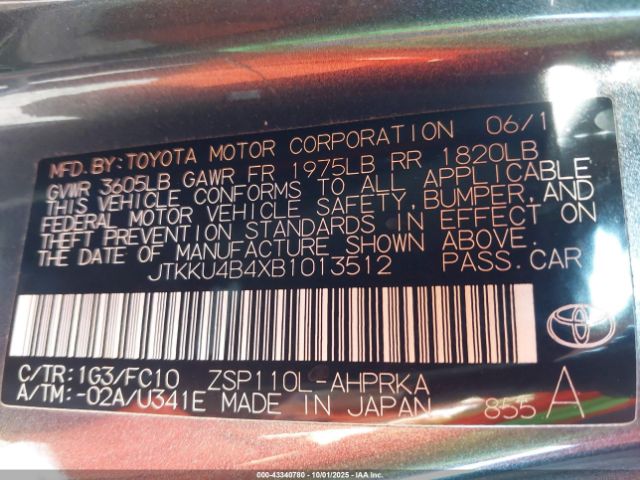 MFD. BY: TOYOTA MOTOR CORPORATION 06/1
GVWR 3605LB GAWR FR 1975LB RR 1820LB
THIS VEHICLE CONFORMS TO ALL APPLICABLE
FEDERAL MOTOR VEHICLE SAFETY, BUMPER, AND
THEFT PREVENTION STANDARDS IN EFFECT ON
THE DATE OF MANUFACTURE SHOWN ABOVE.
JTKKU4B4XB1013512 PASS. CAR
C/TR: 1G3/FC10 ZSP110L-AHPRKA
A/TM: -02A/U341E MADE IN JAPAN 855 A
000-43340780 - 10/01/2025 - IAA Inc.